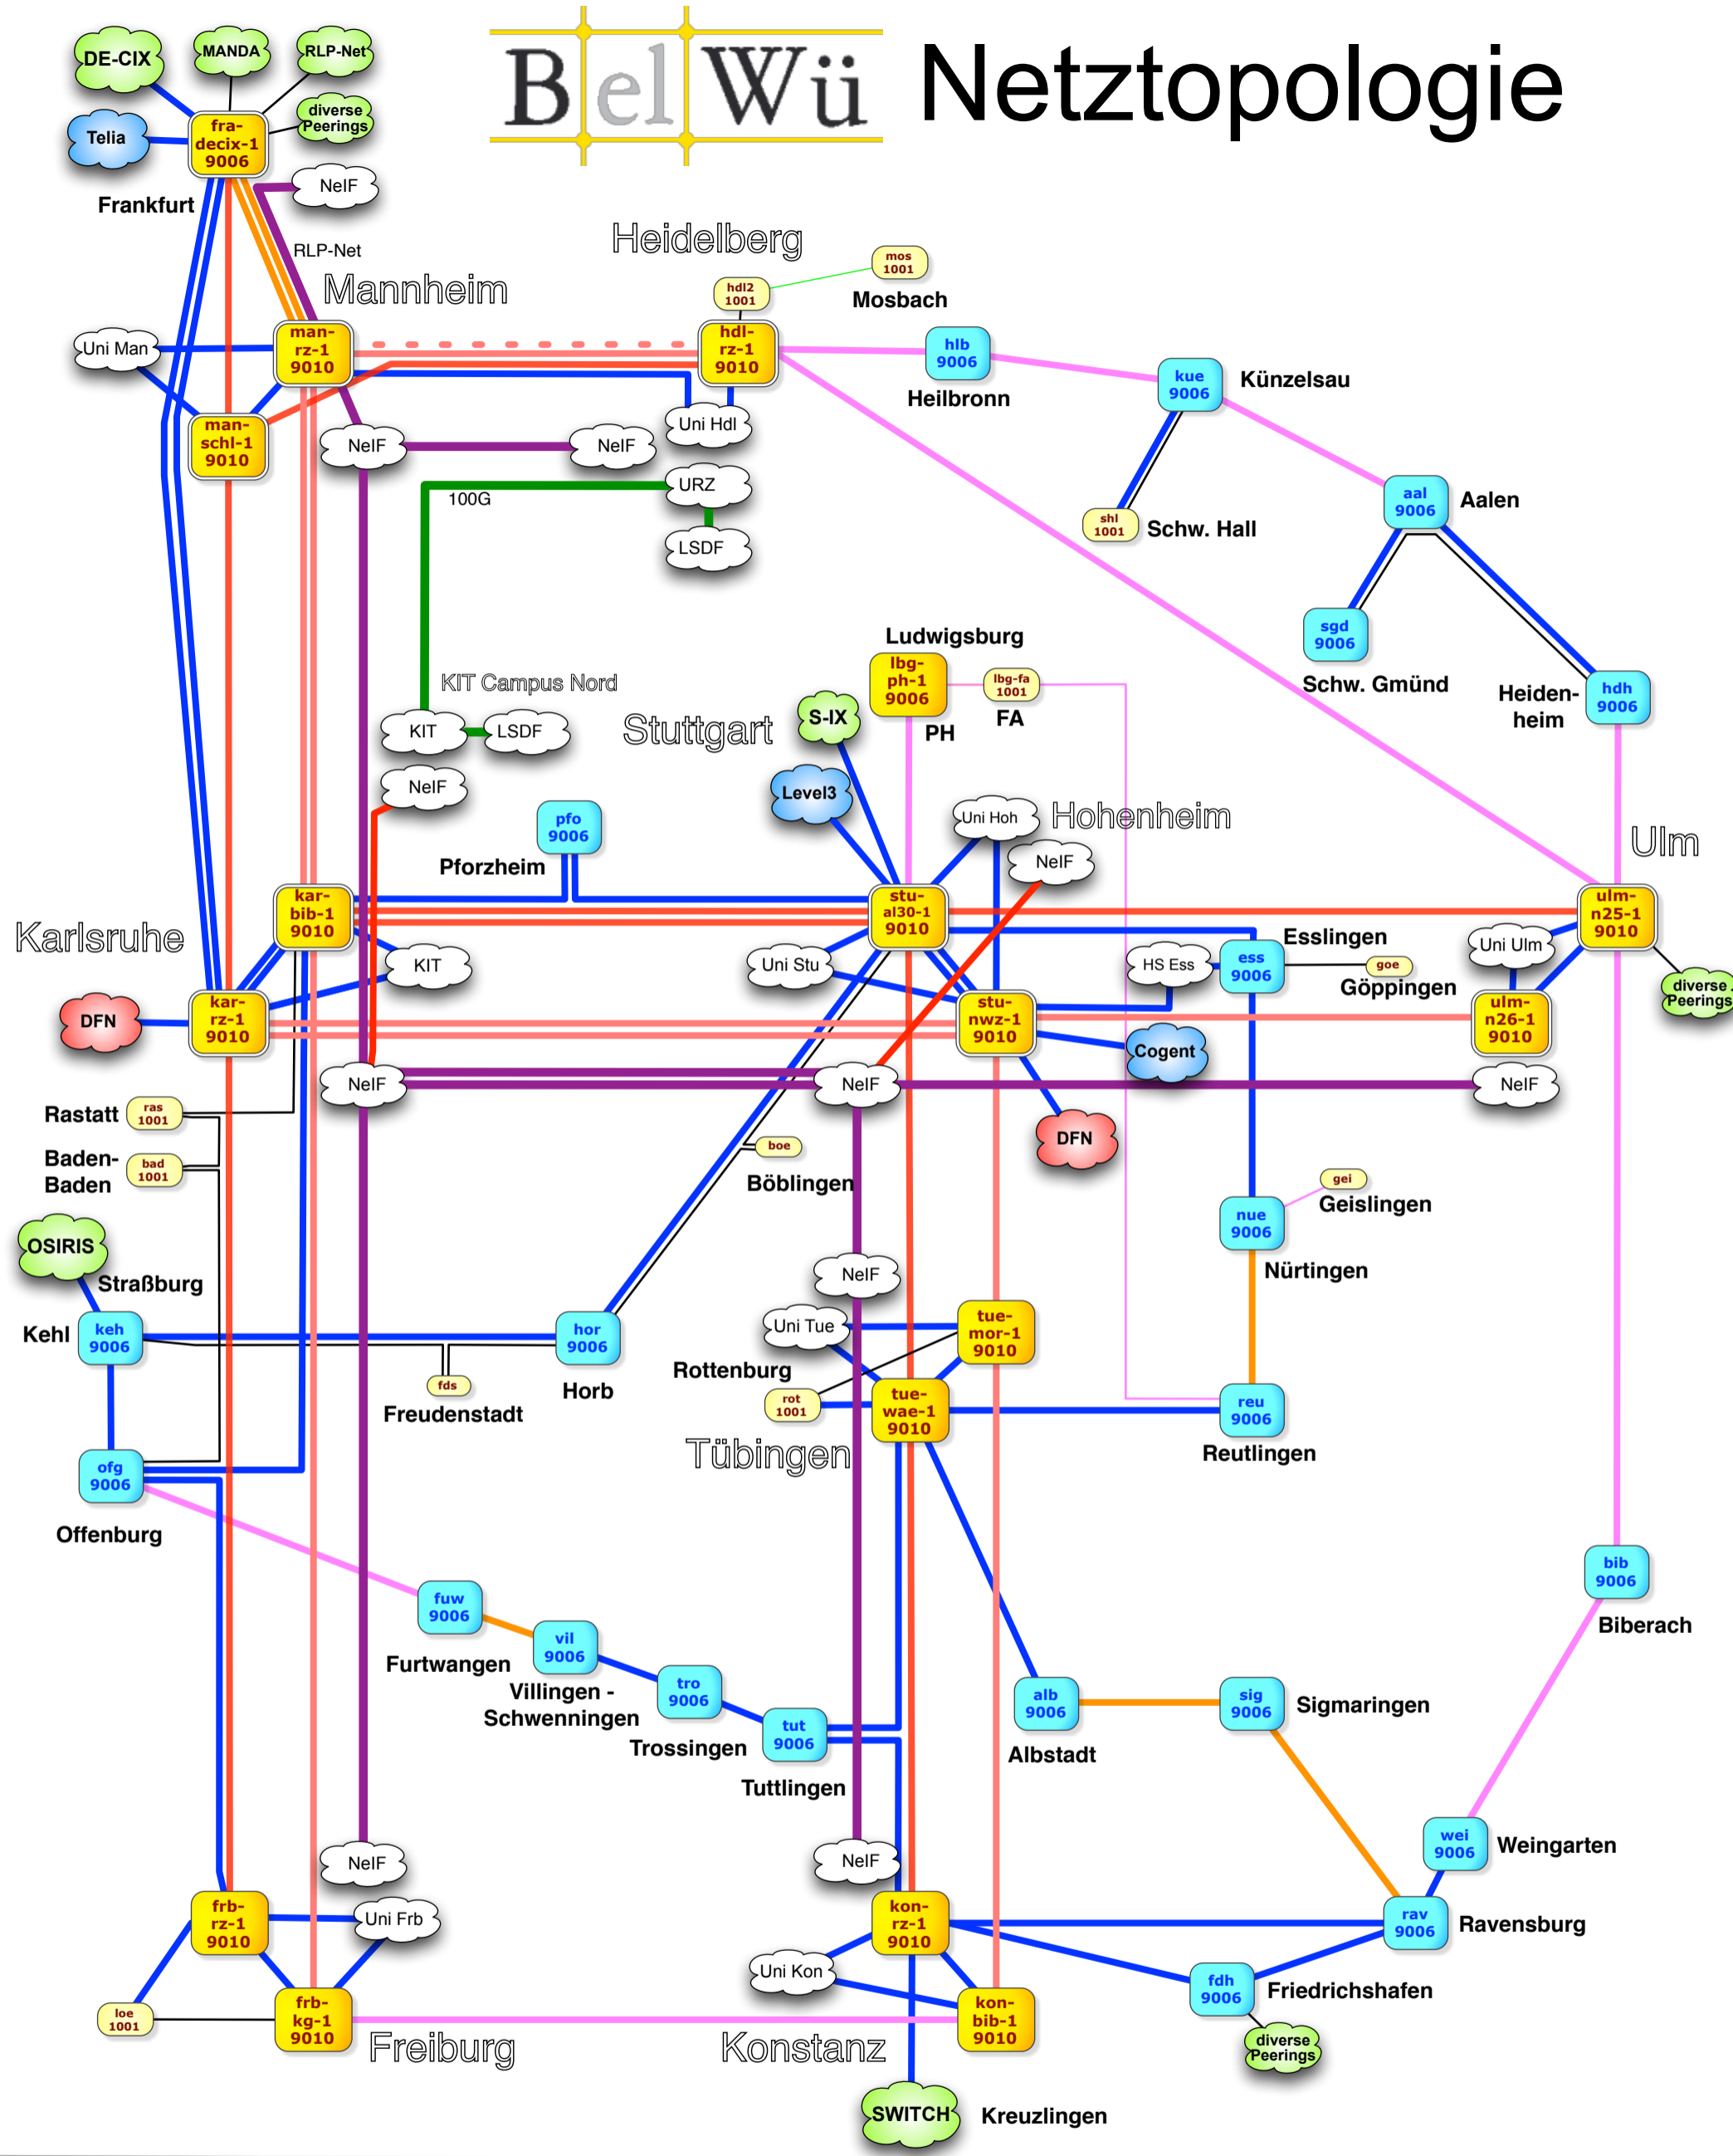 BelWü
Netztopologie
DE-CIX
MANDA
RLP-Net
diverse
Peerings
Telia
fra-
decix-1
9006
Frankfurt
NeIF
RLP-Net
Mannheim
Heidelberg
mos
1001
Mosbach
hdl2
1001
Uni Man
man-
rz-1
9010
hdl-
rz-1
9010
hlb
9006
Heilbronn
kue
9006
Künzelsau
man-
schl-1
9010
NeIF
NeIF
Uni Hdl
100G
URZ
LSDF
shl
1001
Schw. Hall
aal
9006
Aalen
sgd
9006
Schw. Gmünd
Heiden-
heim
hdh
9006
Ludwigsburg
lbg-
ph-1
9006
PH
lbg-fa
1001
FA
KIT Campus Nord
KIT
LSDF
NeIF
Stuttgart
S-IX
Level3
pfo
9006
Pforzheim
Uni Hoh
Hohenheim
NeIF
Ulm
Karlsruhe
kar-
bib-1
9010
stu-
al30-1
9010
ulm-
n25-1
9010
KIT
Uni Stu
HS Ess
ess
9006
Esslingen
goe
Göppingen
Uni Ulm
diverse
Peerings
DFN
kar-
rz-1
9010
stu-
nwz-1
9010
Cogent
ulm-
n26-1
9010
NeIF
NeIF
NeIF
DFN
Rastatt
ras
1001
Baden-
Baden
bad
1001
boe
Böblingen
gei
Geislingen
nue
9006
Nürtingen
OSIRIS
Straßburg
Kehl
keh
9006
hor
9006
Horb
fds
Freudenstadt
NeIF
Uni Tue
tue-
mor-1
9010
Rottenburg
rot
1001
tue-
wae-1
9010
Tübingen
reu
9006
Reutlingen
ofg
9006
Offenburg
fuw
9006
Furtwangen
vil
9006
Villingen -
Schwenningen
tro
9006
Trossingen
tut
9006
Tuttlingen
alb
9006
Albstadt
sig
9006
Sigmaringen
bib
9006
Biberach
wei
9006
Weingarten
NeIF
NeIF
frb-
rz-1
9010
Uni Frb
kon-
rz-1
9010
rav
9006
Ravensburg
Uni Kon
fdh
9006
Friedrichshafen
diverse
Peerings
loe
1001
frb-
kg-1
9010
Freiburg
Konstanz
kon-
bib-1
9010
SWITCH
Kreuzlingen